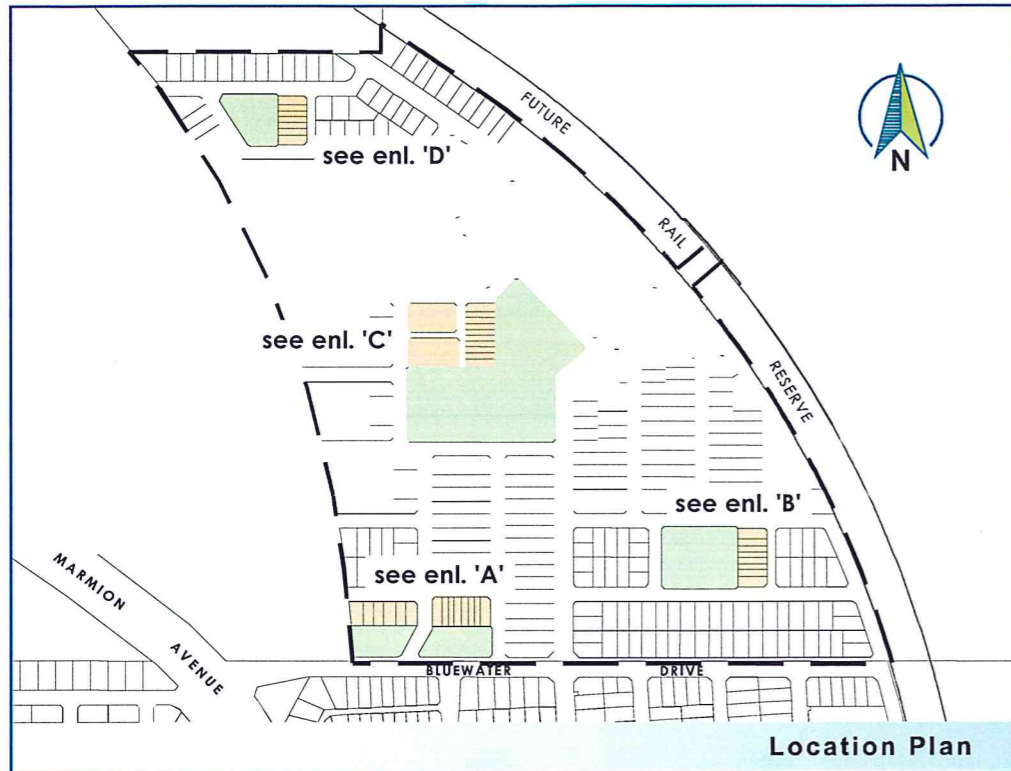 FUTURE
N
see enl. 'D'
RAIL
see enl. 'C'
RESERVE
see enl. 'B'
MARMION
AVENUE
see enl. 'A'
BLUEWATER DRIVE
Location Plan